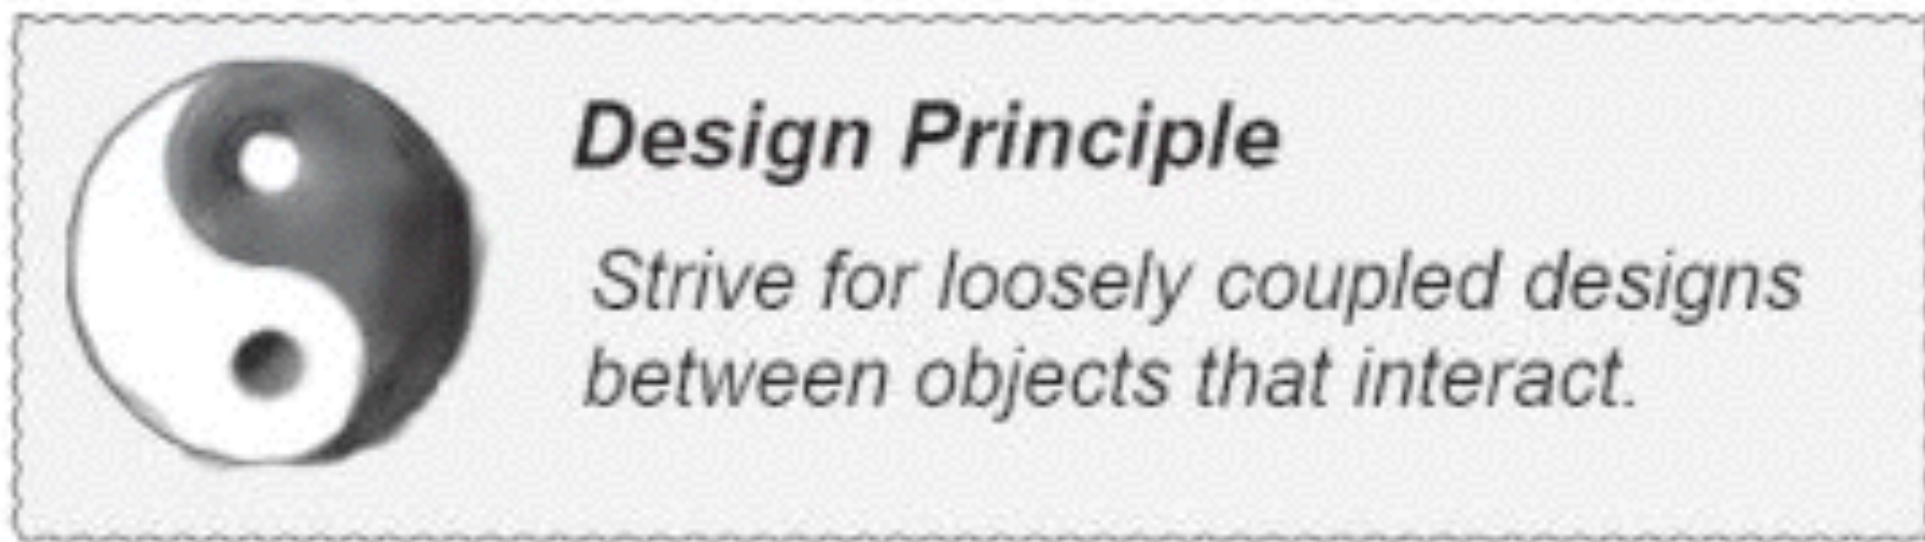 Design Principle
Strive for loosely coupled designs
between objects that interact.